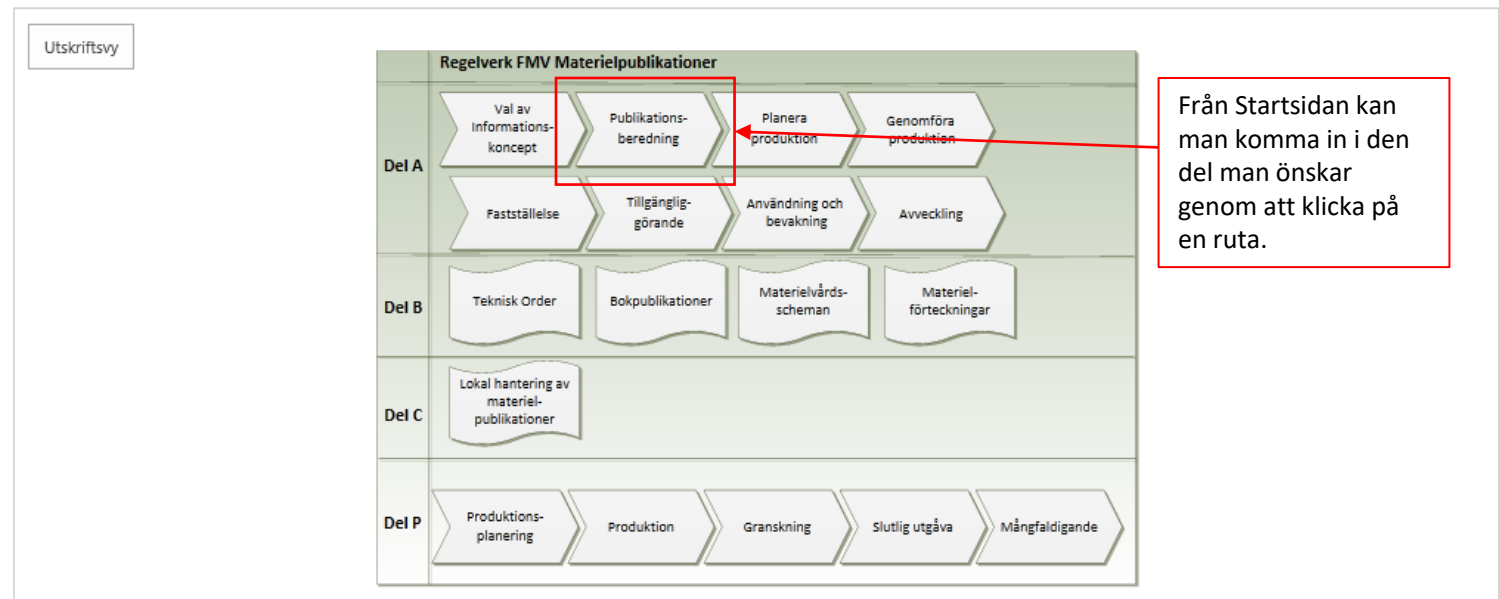 Utskriftsvy
Regelverk FMV Materielpublikationer
Del A
Val av
Informations-
koncept
Publikations-
beredning
Planera
produktion
Genomföra
produktion
Fastställelse
Tillgänglig-
görande
Användning och
bevakning
Avveckling
Från Startsidan kan
man komma in i den
del man önskar
genom att klicka på
en ruta.
Del B
Teknisk Order
Bokpublikationer
Materielvårds-
scheman
Materiel-
förteckningar
Del C
Lokal hantering av
materiel-
publikationer
Del P
Produktions-
planering
Produktion
Granskning
Slutlig utgåva
Mångfaldigande